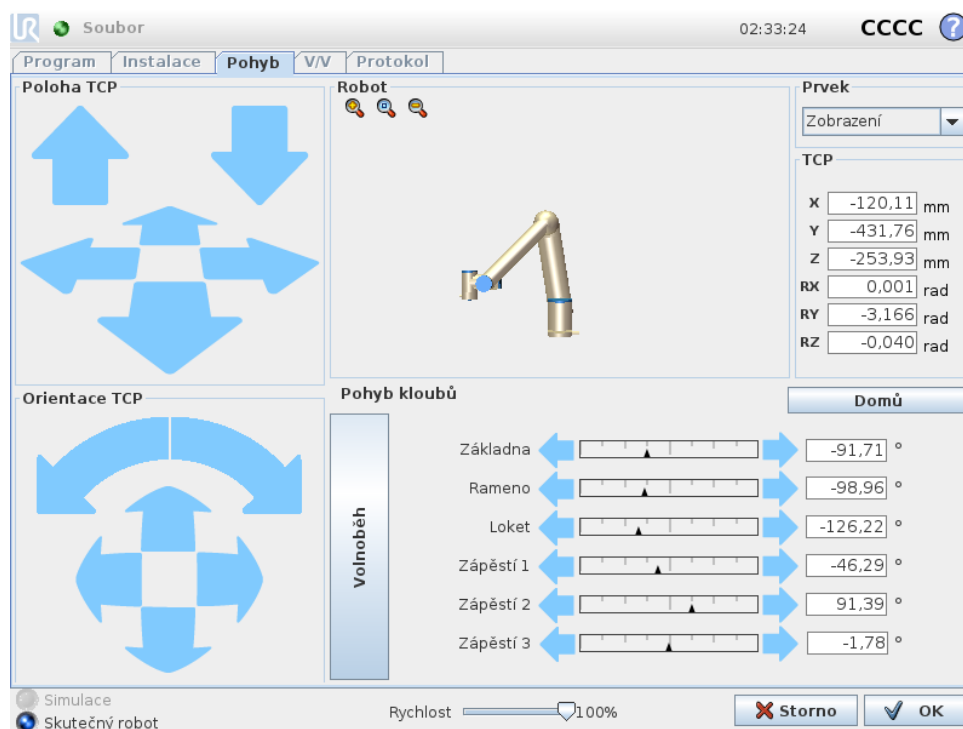 UR Soubor 02:33:24 CCCC ?
Program Instalace Pohyb V/V Protokol
Poloha TCP
Robot
Prvek
Zobrazení
TCP
X -120,11 mm
Y -431,76 mm
Z -253,93 mm
RX 0,001 rad
RY -3,166 rad
RZ -0,040 rad
Orientace TCP
Pohyb kloubů
Domů
Volnoběh
Základna -91,71 °
Rameno -98,96 °
Loket -126,22 °
Zápěstí 1 -46,29 °
Zápěstí 2 91,39 °
Zápěstí 3 -1,78 °
Simulace
Skutečný robot
Rychlost 100%
Storno
OK